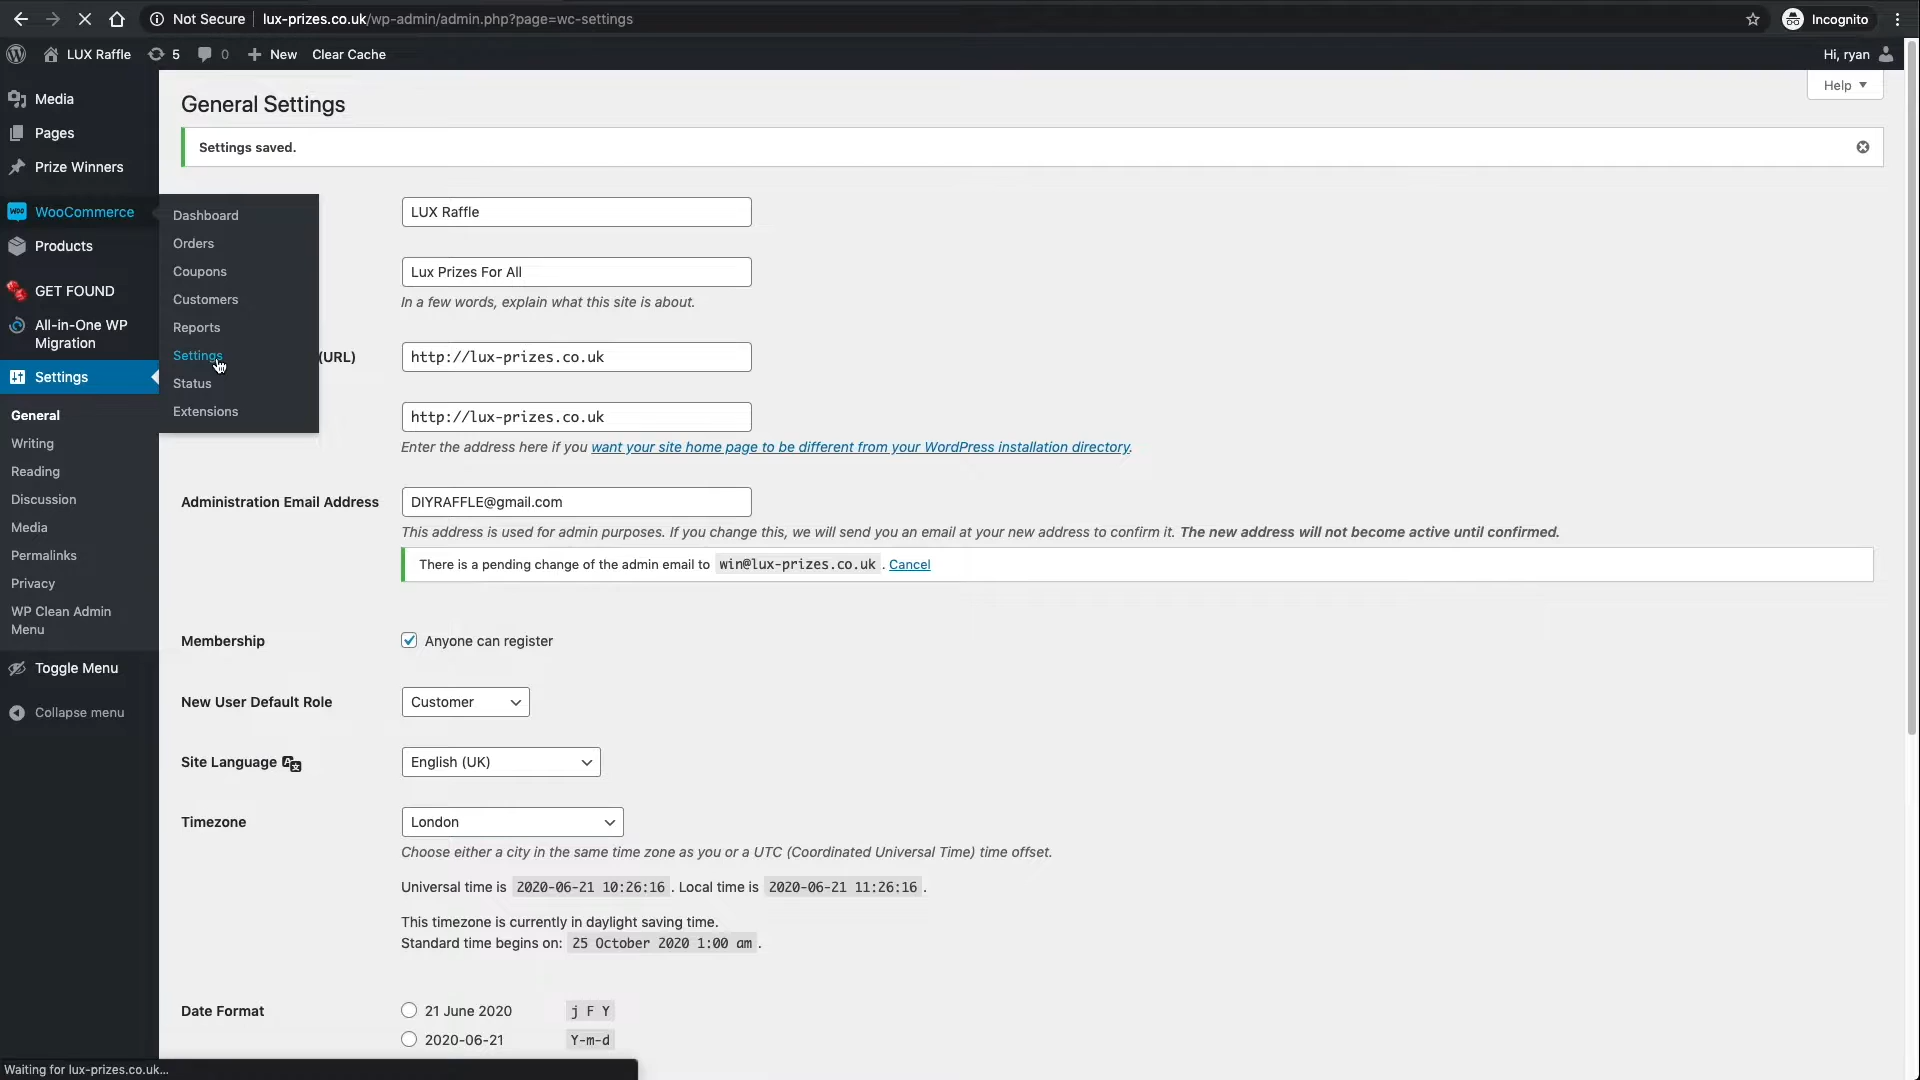 Not Secure lux-prizes.co.uk/wp-admin/admin.php?page=wc-settings Incognito
LUX Raffle 5 0 New Clear Cache Hi, ryan
Help
Media
Pages
Prize Winners
WooCommerce
Products
GET FOUND
All-in-One WP
Migration
Settings
General
Writing
Reading
Discussion
Media
Permalinks
Privacy
WP Clean Admin
Menu
Toggle Menu
Collapse menu
Dashboard
Orders
Coupons
Customers
Reports
Settings
Status
Extensions
General Settings
Settings saved.
LUX Raffle
Lux Prizes For All
In a few words, explain what this site is about.
(URL) http://lux-prizes.co.uk
http://lux-prizes.co.uk
Enter the address here if you want your site home page to be different from your WordPress installation directory.
Administration Email Address DIYRAFFLE@gmail.com
This address is used for admin purposes. If you change this, we will send you an email at your new address to confirm it. The new address will not become active until confirmed.
There is a pending change of the admin email to win@lux-prizes.co.uk . Cancel
Membership Anyone can register
New User Default Role Customer
Site Language English (UK)
Timezone London
Choose either a city in the same time zone as you or a UTC (Coordinated Universal Time) time offset.
Universal time is 2020-06-21 10:26:16 . Local time is 2020-06-21 11:26:16 .
This timezone is currently in daylight saving time.
Standard time begins on: 25 October 2020 1:00 am .
Date Format 21 June 2020 j F Y
2020-06-21 Y-m-d
Waiting for lux-prizes.co.uk...